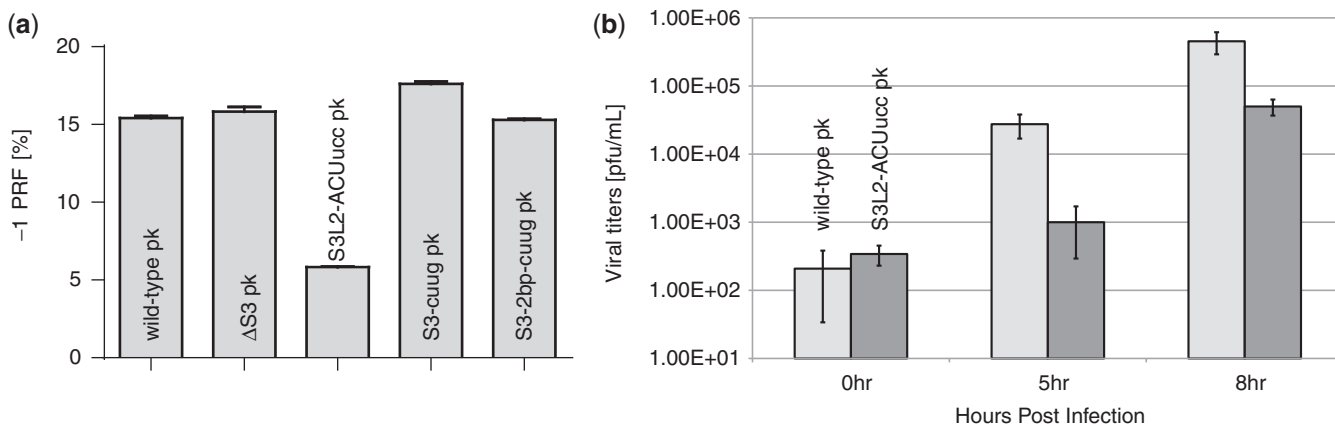 (a)
20
15
10
5
0
−1 PRF [%]
wild-type pk
ΔS3 pk
S3L2-ACUucc pk
S3-cuug pk
S3-2bp-cuug pk
(b)
1.00E+06
1.00E+05
1.00E+04
1.00E+03
1.00E+02
1.00E+01
Viral titers [pfu/mL]
wild-type pk
S3L2-ACUucc pk
0hr
5hr
8hr
Hours Post Infection